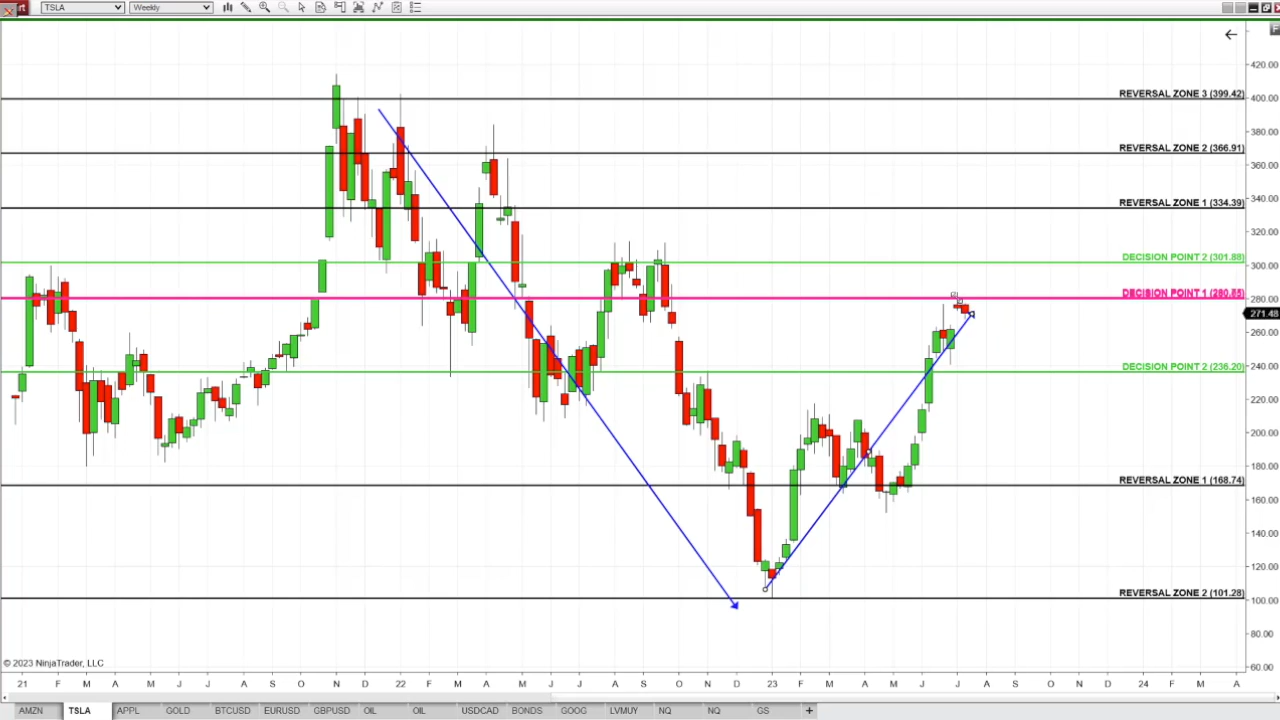 TSLA Weekly
F
420.00
REVERSAL ZONE 3 (399.42)
400.00
380.00
REVERSAL ZONE 2 (366.91)
360.00
340.00
REVERSAL ZONE 1 (334.39)
320.00
300.00
DECISION POINT 2 (301.88)
DECISION POINT 1
280.00
271.48
260.00
240.00
DECISION POINT 2 (236.20)
220.00
200.00
180.00
REVERSAL ZONE 1 (168.74)
160.00
140.00
120.00
REVERSAL ZONE 2 (101.28)
100.00
80.00
60.00
© 2023 NinjaTrader, LLC
21 F M A M J J A S O N D 22 F M A M J J A S O N D 23 F M A M J J A S O N D 24 F M A
AMZN TSLA APPL GOLD BTCUSD EURUSD GBPUSD OIL OIL USDCAD BONDS GOOG LVMUY NQ NQ GS +